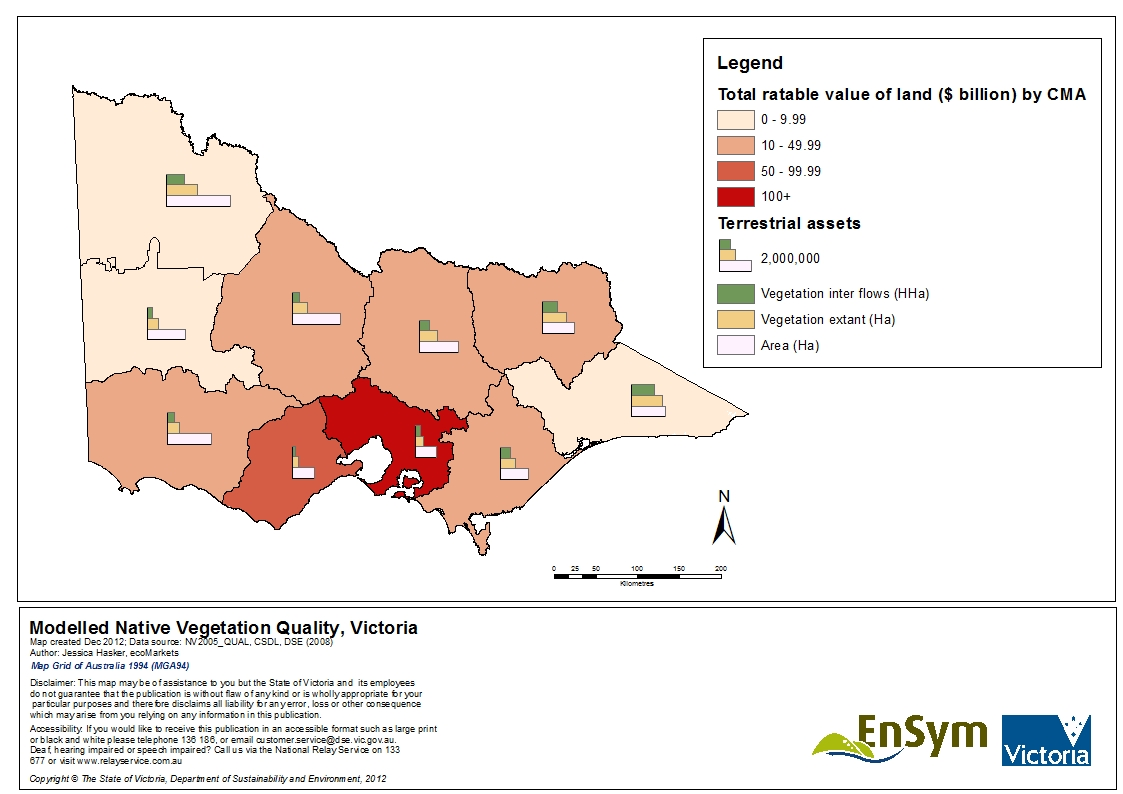 Legend
Total ratable value of land ($ billion) by CMA
0 - 9.99
10 - 49.99
50 - 99.99
100+
Terrestrial assets
2,000,000
Vegetation inter flows (HHa)
Vegetation extant (Ha)
Area (Ha)
N
0 25 50 100 150 200
Kilometres
Modelled Native Vegetation Quality, Victoria
Map created Dec 2012; Data source: NV2005_QUAL, CSDL, DSE (2008)
Author: Jessica Hasker, ecoMarkets
Map Grid of Australia 1994 (MGA94)
Disclaimer: This map may be of assistance to you but the State of Victoria and its employees
do not guarantee that the publication is without flaw of any kind or is wholly appropriate for your
particular purposes and therefore disclaims all liability for any error, loss or other consequence
which may arise from you relying on any information in this publication.
Accessibility: If you would like to receive this publication in an accessible format such as large print
or black and white please telephone 136 186, or email customer.service@dse.vic.gov.au.
Deaf, hearing impaired or speech impaired? Call us via the National Relay Service on 133
677 or visit www.relayservice.com.au
Copyright © The State of Victoria, Department of Sustainability and Environment, 2012
EnSym
Victoria